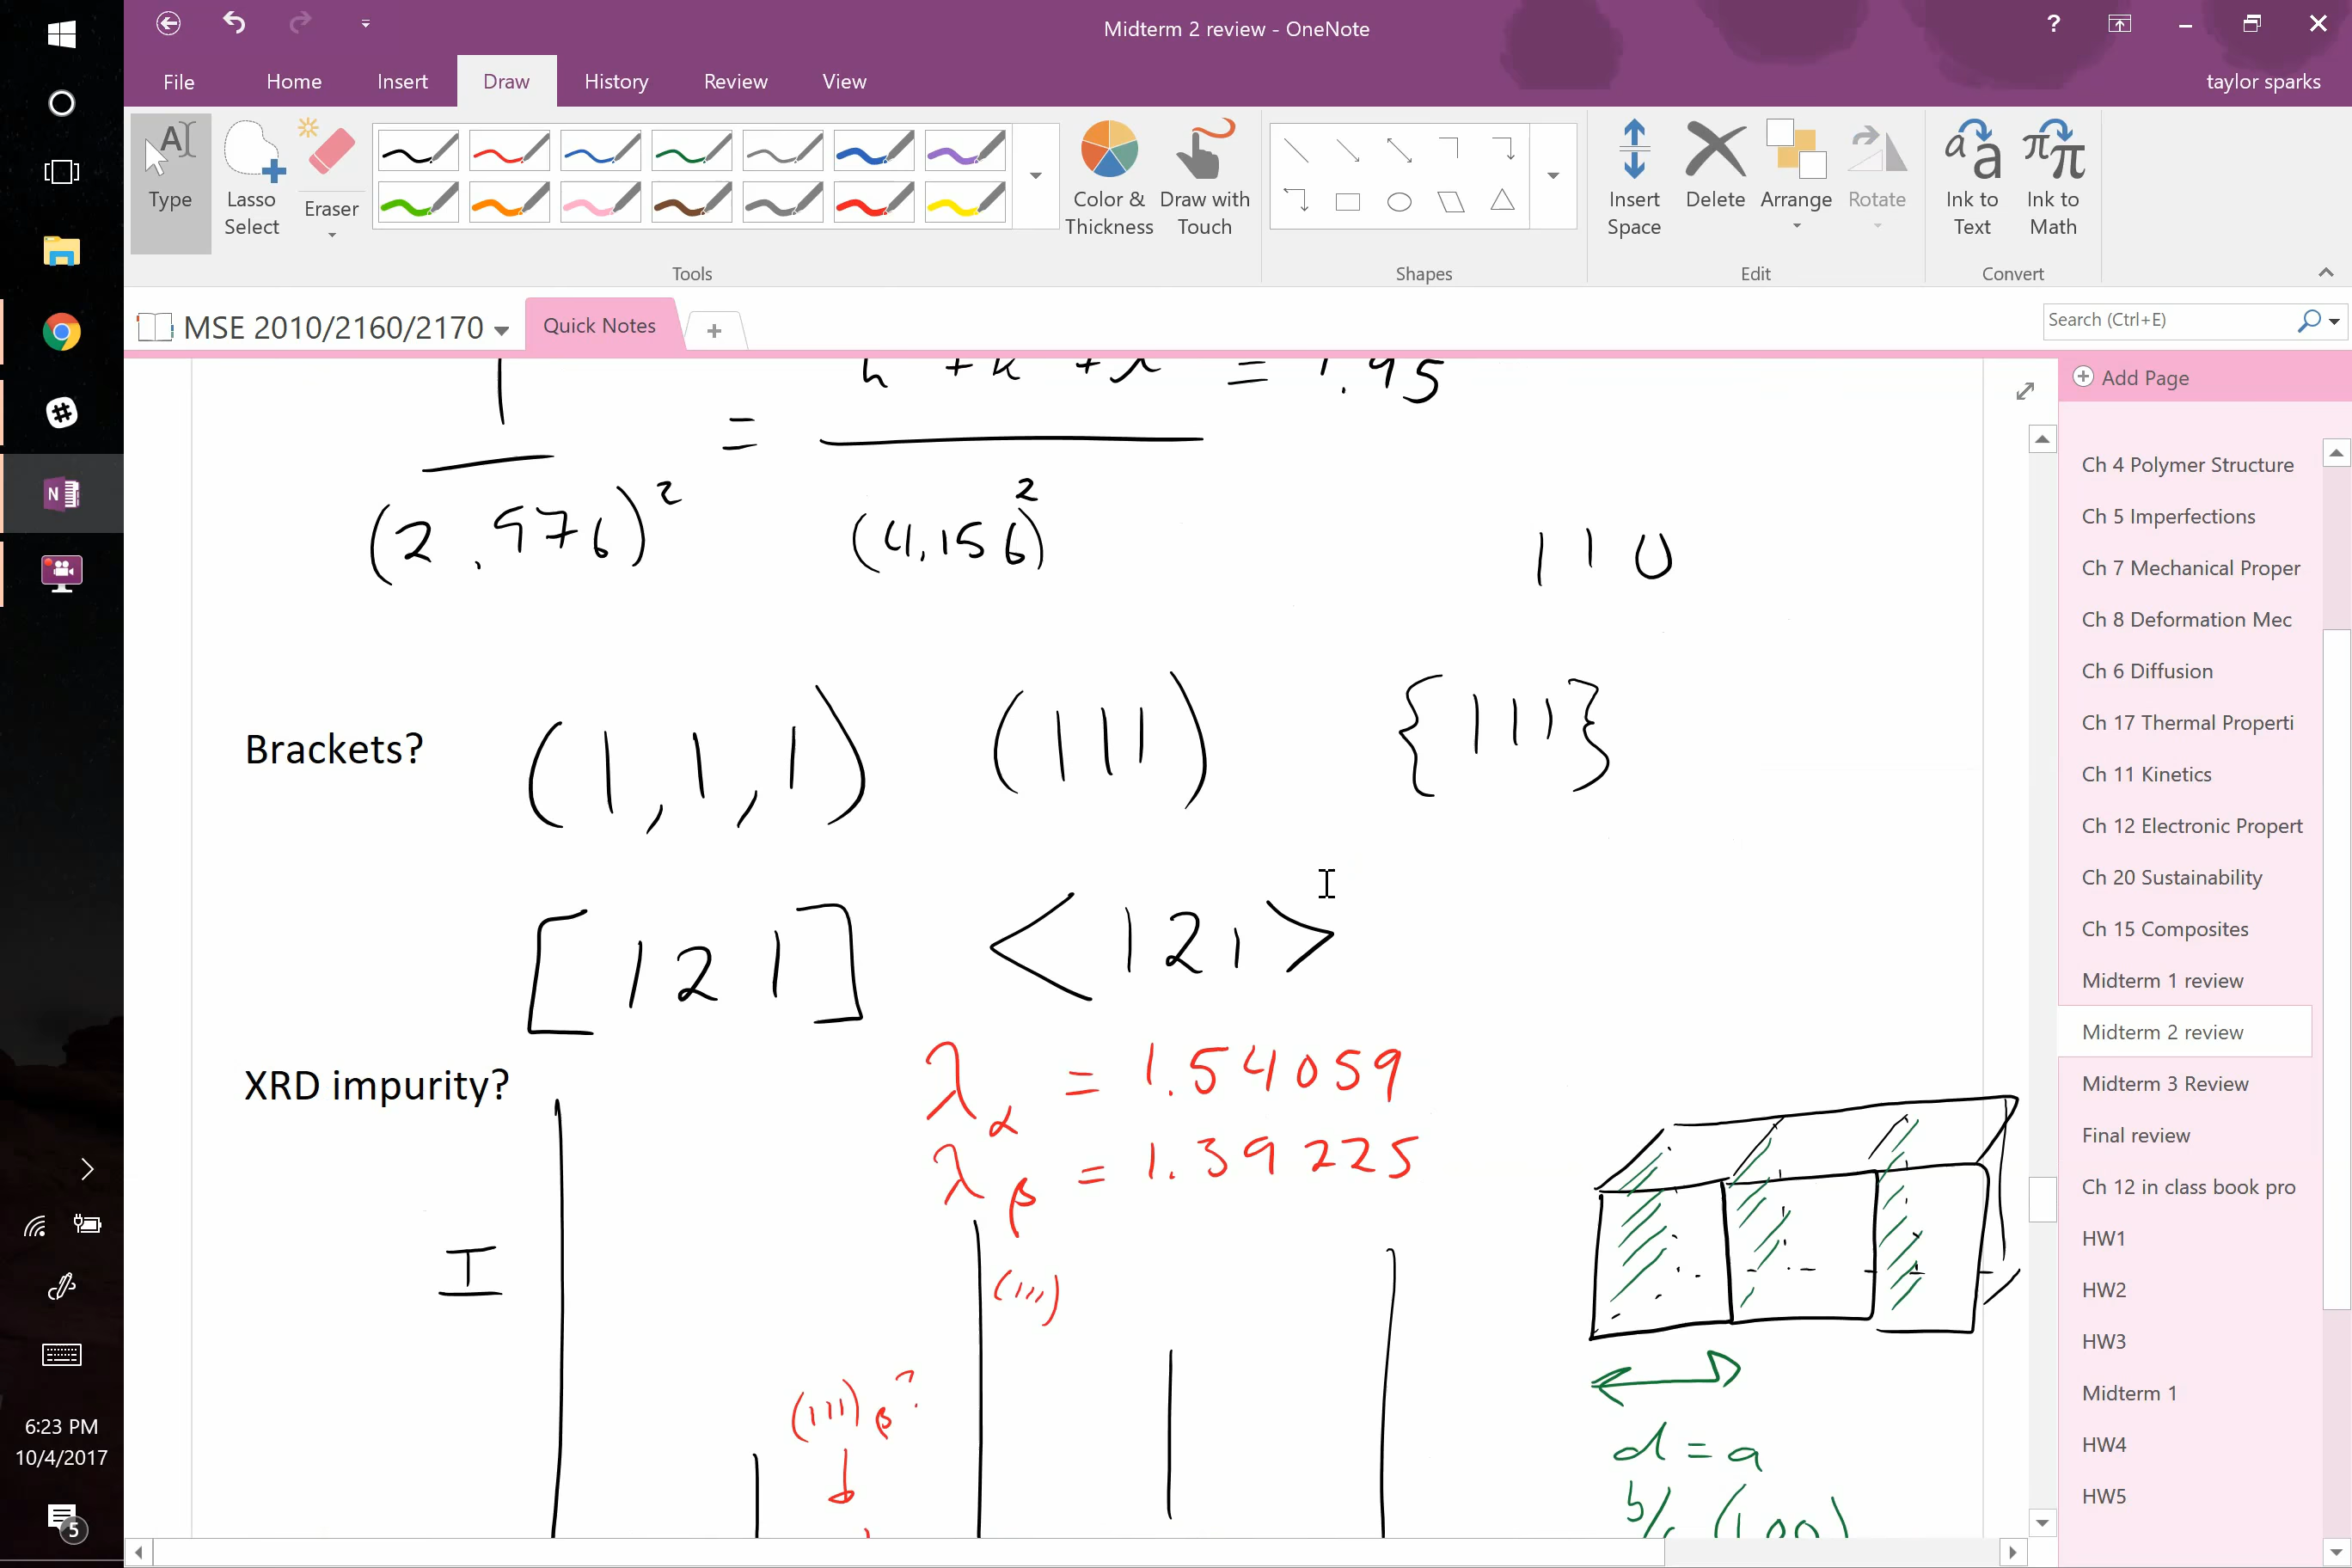 Midterm 2 review - OneNote
?
File Home Insert Draw History Review View
taylor sparks
Type
Lasso Select
Eraser
Color & Thickness
Draw with Touch
Insert Space
Delete
Arrange
Rotate
Ink to Text
Ink to Math
Tools
Shapes
Edit
Convert
MSE 2010/2160/2170
Quick Notes
+
Search (Ctrl+E)
1 = h + k + l = 1.95
(2.976)² (4.156)²
110
Brackets? (1,1,1) (111) {111}
[121] <121>
XRD impurity?
λα = 1.54059
λβ = 1.39225
I
(111)
(111)β?
d = a
b/c (100)
Add Page
Ch 4 Polymer Structure
Ch 5 Imperfections
Ch 7 Mechanical Proper
Ch 8 Deformation Mec
Ch 6 Diffusion
Ch 17 Thermal Properti
Ch 11 Kinetics
Ch 12 Electronic Propert
Ch 20 Sustainability
Ch 15 Composites
Midterm 1 review
Midterm 2 review
Midterm 3 Review
Final review
Ch 12 in class book pro
HW1
HW2
HW3
Midterm 1
HW4
HW5
6:23 PM
10/4/2017
5